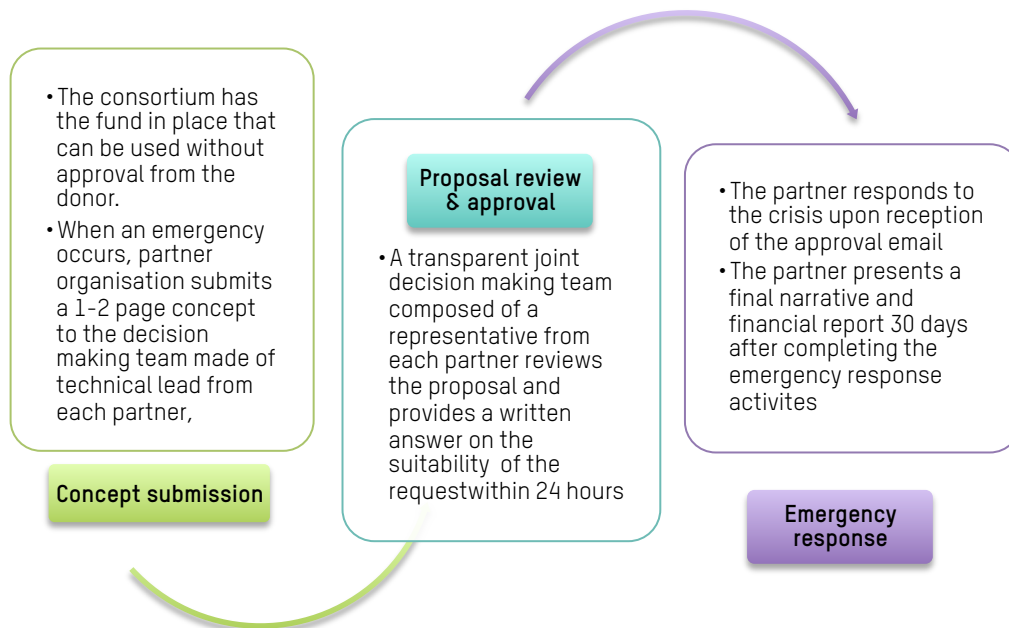 • The consortium has
the fund in place that
can be used without
approval from the
donor.
• When an emergency
occurs, partner
organisation submits
a 1-2 page concept
to the decision
making team made of
technical lead from
each partner,
Concept submission
Proposal review
& approval
• A transparent joint
decision making team
composed of a
representative from
each partner reviews
the proposal and
provides a written
answer on the
suitability of the
requestwithin 24 hours
• The partner responds to
the crisis upon reception
of the approval email
• The partner presents a
final narrative and
financial report 30 days
after completing the
emergency response
activites
Emergency
response